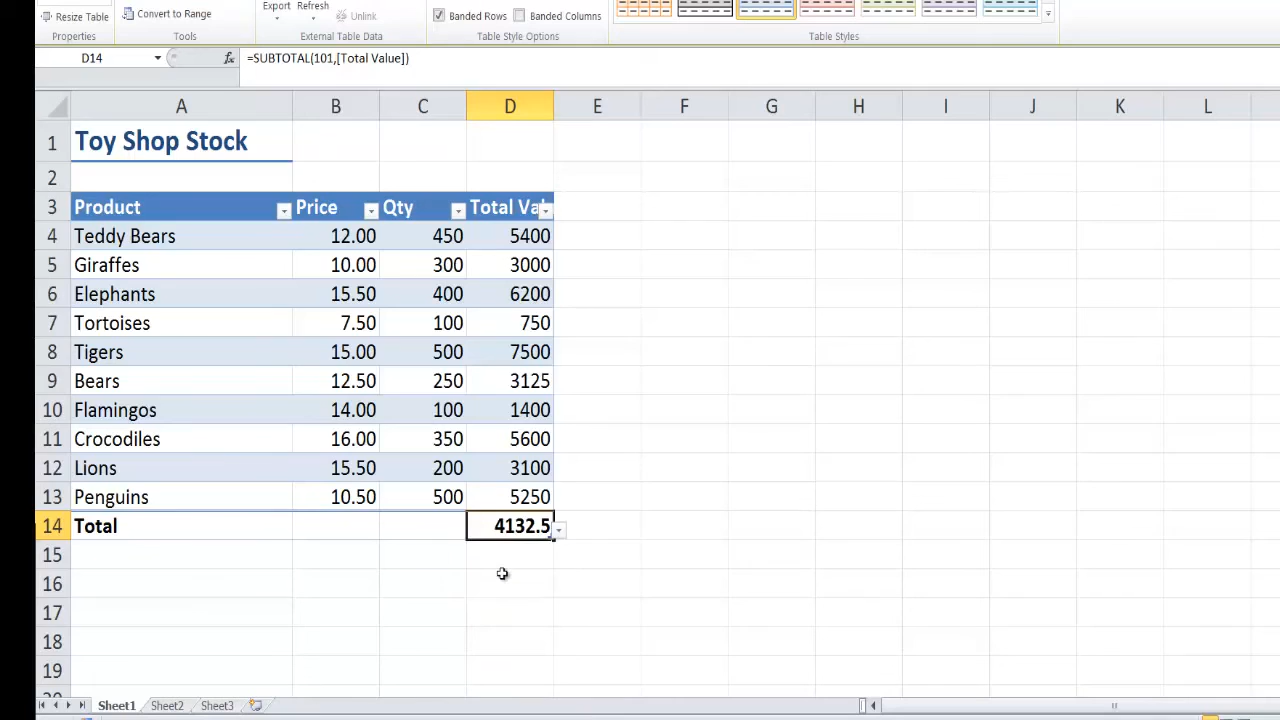 Resize Table
Convert to Range
Export
Refresh
Unlink
Banded Rows
Banded Columns
Properties
Tools
External Table Data
Table Style Options
Table Styles
D14
fx
=SUBTOTAL(101,[Total Value])
A B C D E F G H I J K L
1 Toy Shop Stock
2
3 Product Price Qty Total Val
4 Teddy Bears 12.00 450 5400
5 Giraffes 10.00 300 3000
6 Elephants 15.50 400 6200
7 Tortoises 7.50 100 750
8 Tigers 15.00 500 7500
9 Bears 12.50 250 3125
10 Flamingos 14.00 100 1400
11 Crocodiles 16.00 350 5600
12 Lions 15.50 200 3100
13 Penguins 10.50 500 5250
14 Total 4132.5
15
16
17
18
19
Sheet1 Sheet2 Sheet3